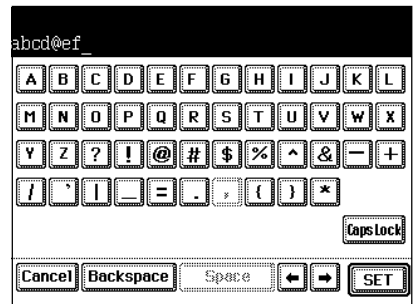 abcd@ef_
A B C D E F G H I J K L
M N O P Q R S T U V W X
Y Z ? ! @ # $ % ^ & — +
/ ' | _ = . , { } *
Caps Lock
Cancel Backspace Space ← → SET